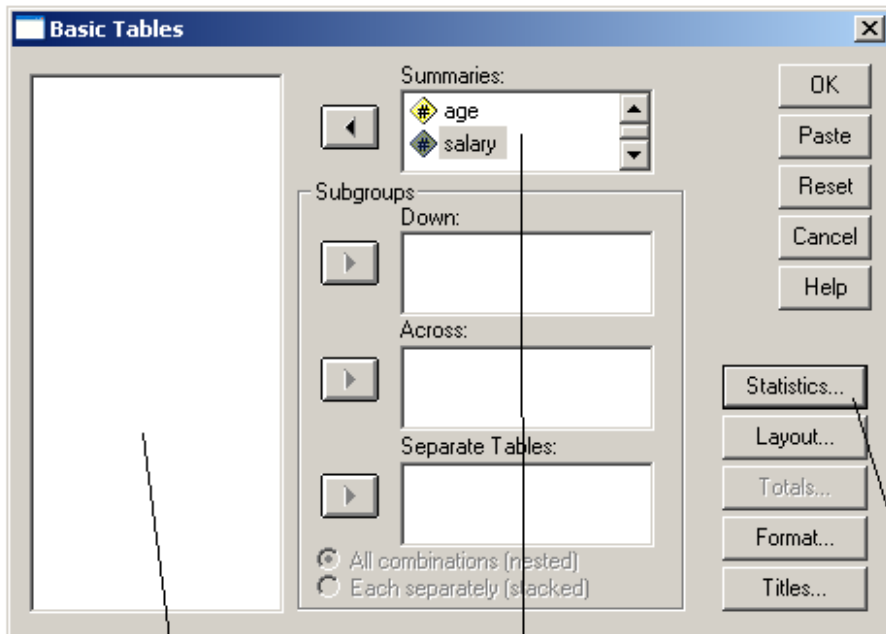 Basic Tables
Summaries:
age
salary
Subgroups
Down:
Across:
Separate Tables:
All combinations (nested)
Each separately (stacked)
OK
Paste
Reset
Cancel
Help
Statistics...
Layout...
Totals...
Format...
Titles...